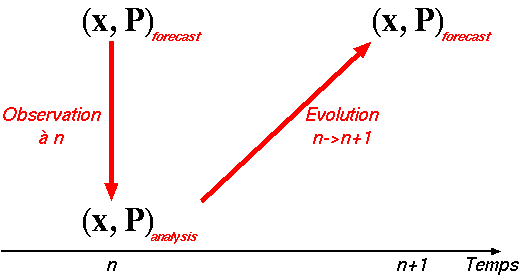 (x, P)forecast
(x, P)forecast
Observation
à n
Evolution
n->n+1
(x, P)analysis
n
n+1
Temps